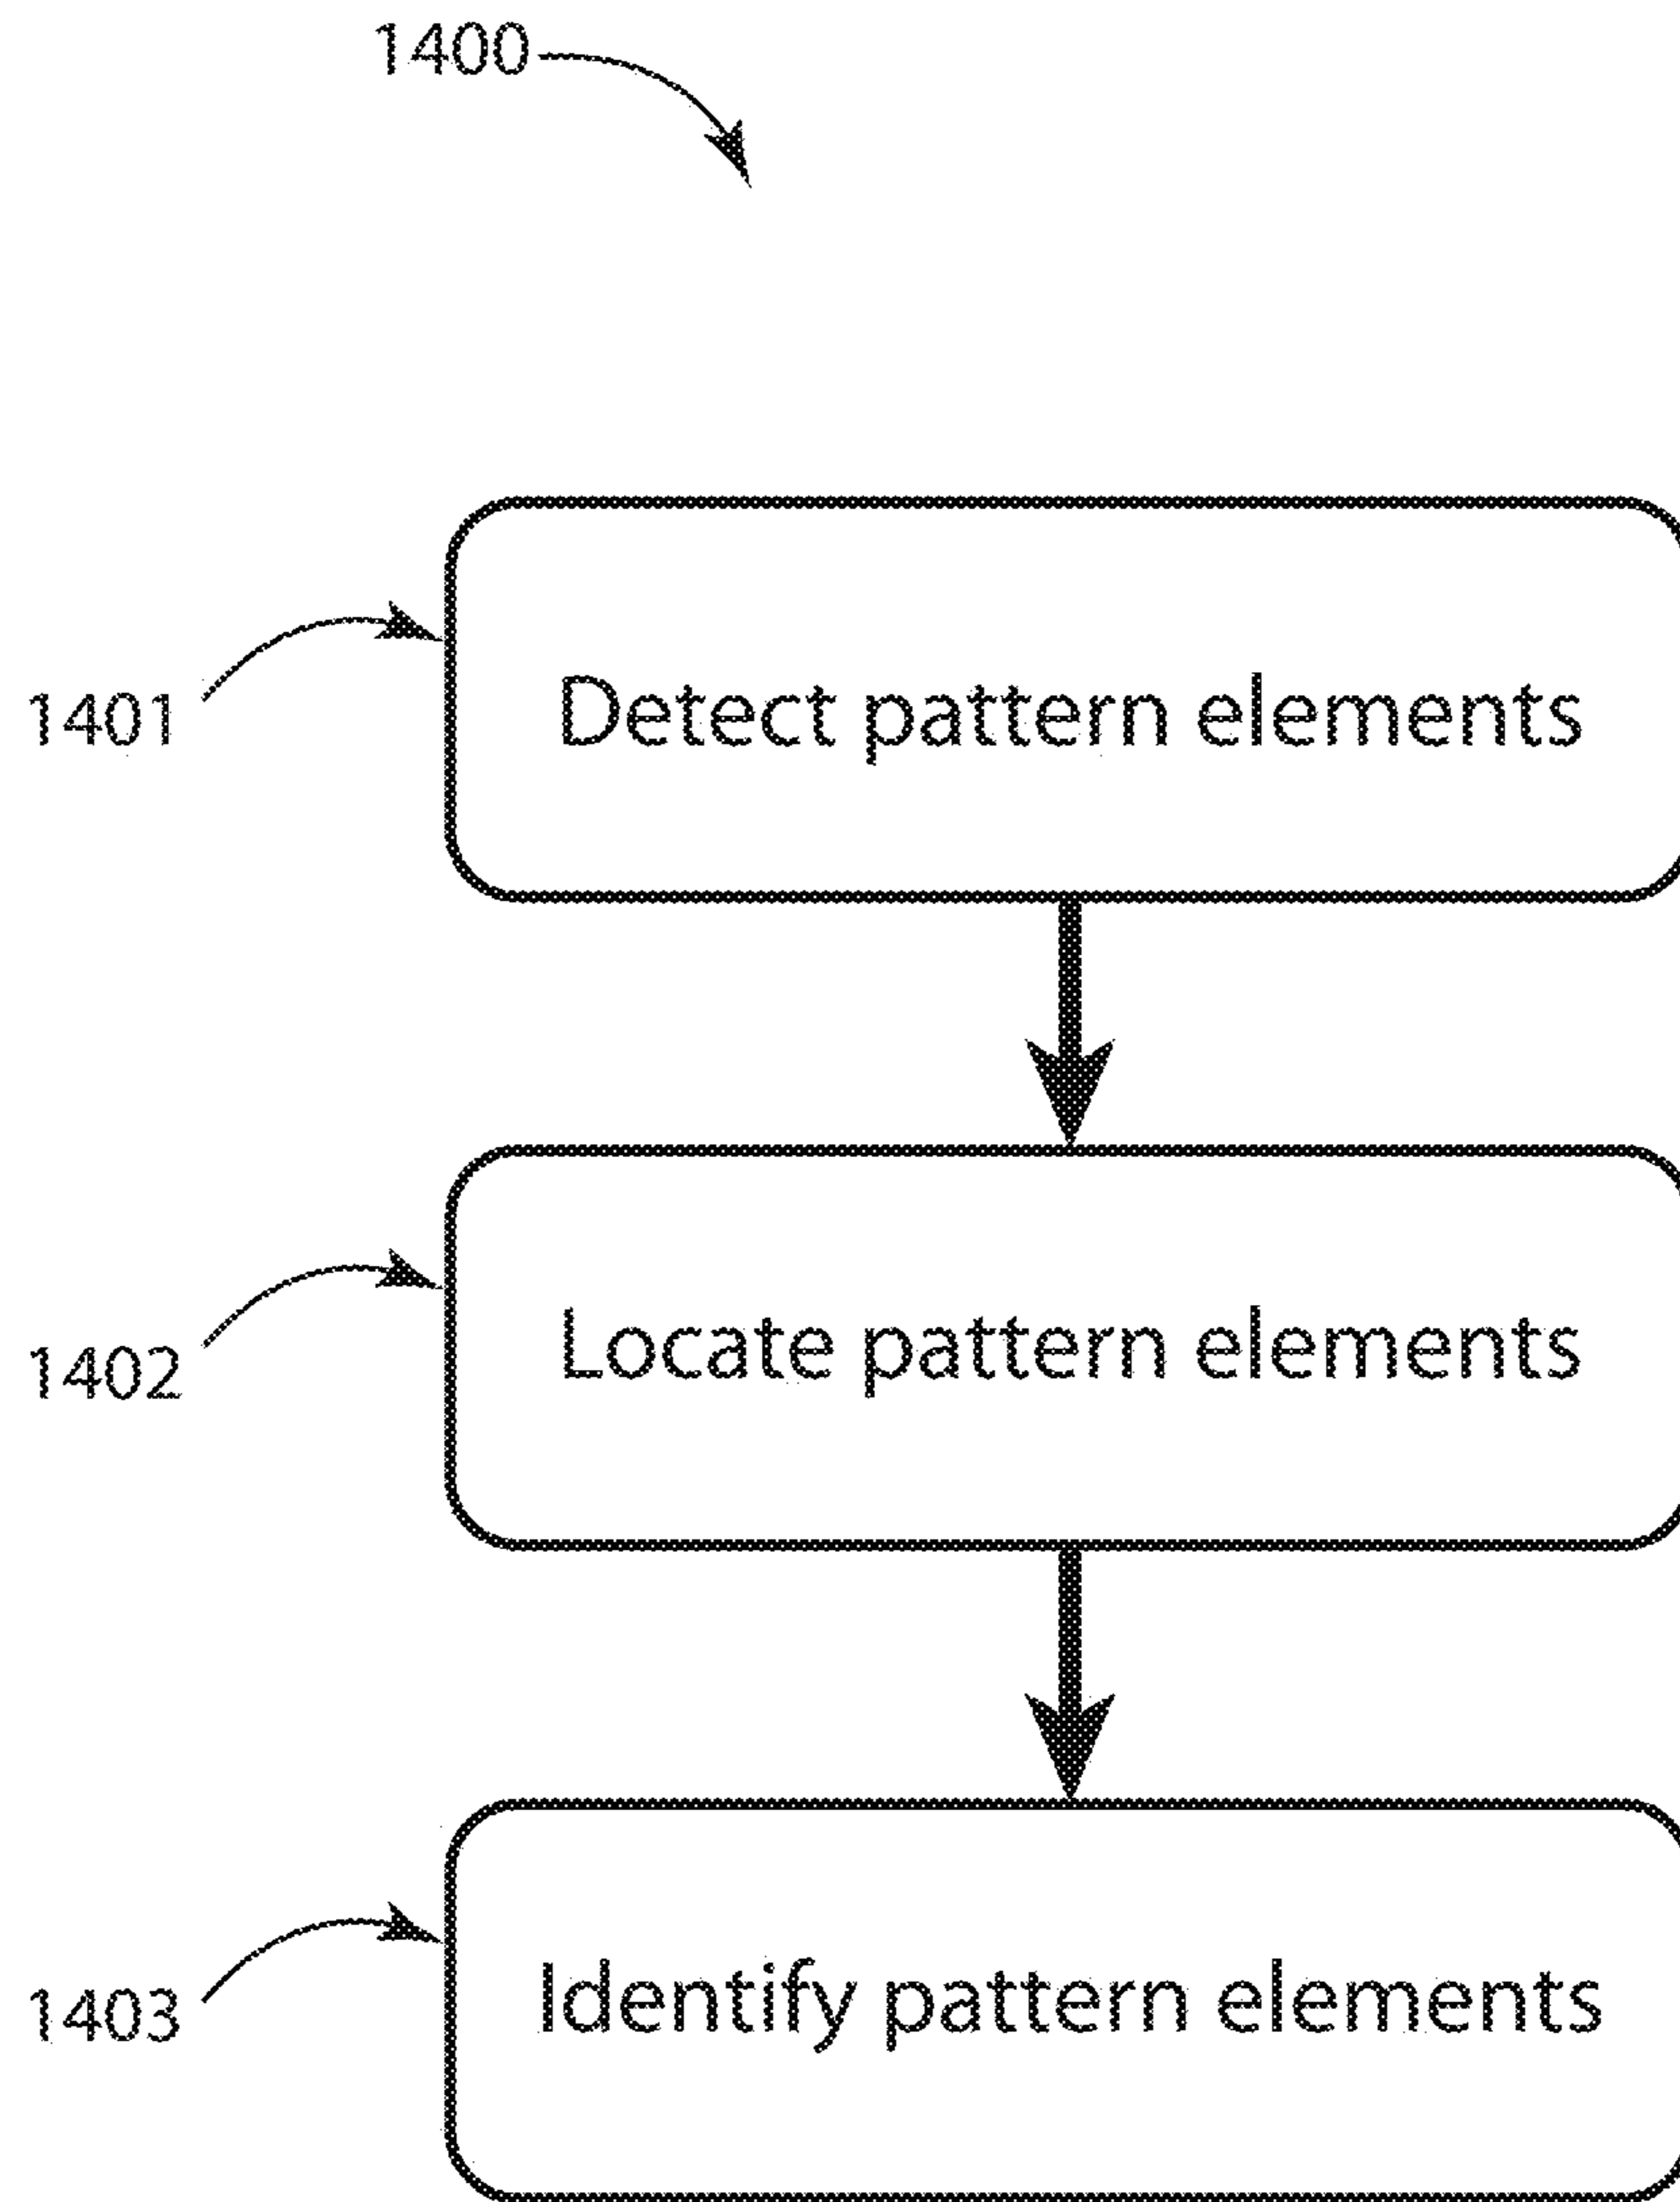 1400
Detect pattern elements
1401
Locate pattern elements
1402
Identify pattern elements
1403